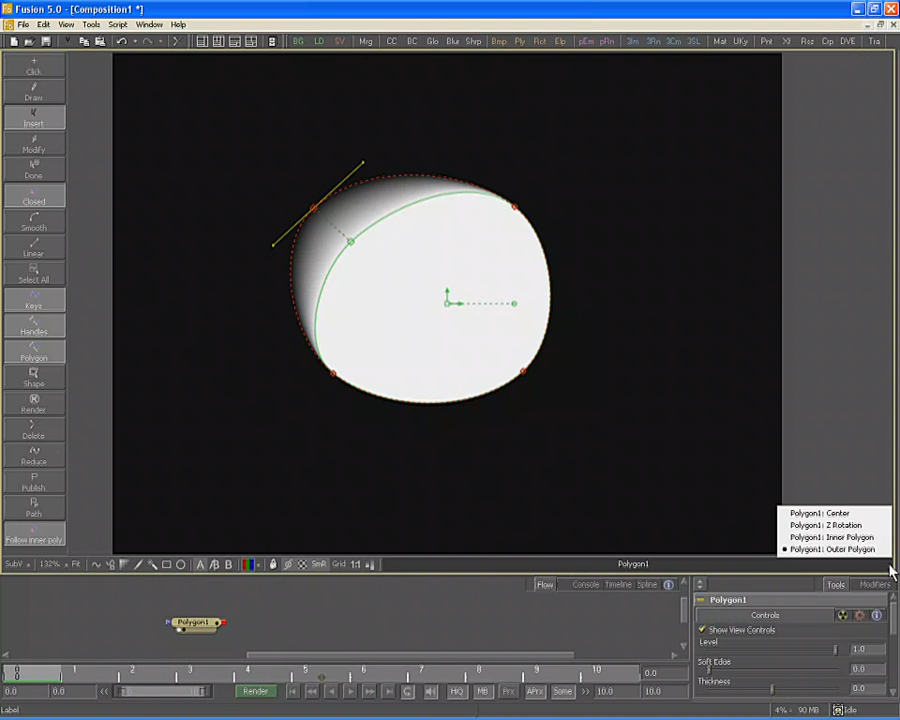 Fusion 5.0 - [Composition1 *]
File Edit View Tools Script Window Help
BG LD SV Mrg CC BC Glo Blur Shrp Bmp Ply Rct Elp pEm pRn 3Im 3Rn 3Cm 3SL Mat UKy Pnt Xf Rsz Crp DVE Tra
Click
Draw
Insert
Modify
Done
Closed
Smooth
Linear
Select All
Keys
Handles
Polygon
Shape
Render
Delete
Reduce
Publish
Path
Follow inner poly
Polygon1: Center
Polygon1: Z Rotation
Polygon1: Inner Polygon
Polygon1: Outer Polygon
SubV 132% Fit A A/B B SmR Grid 1:1 Polygon1
Flow Console Timeline Spline Tools Modifiers
Polygon1
Controls
Show View Controls
Level 1.0
Soft Edges 0.0
Thickness 0.0
Polygon1
0 1 2 3 4 5 6 7 8 9 10 0.0
0
0.0 0.0 << Render HiQ MB Prx APrx Some >> 10.0 10.0
Label 4% - 90 MB Idle